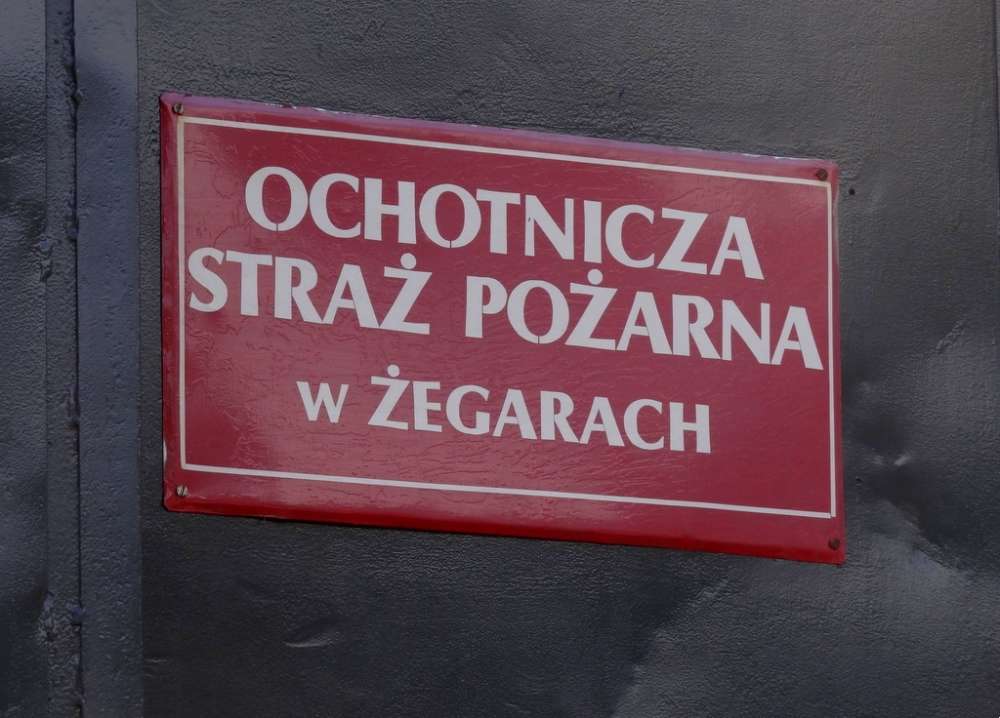 OCHOTNICZA
STRAŻ POŻARNA
w ŻEGARACH